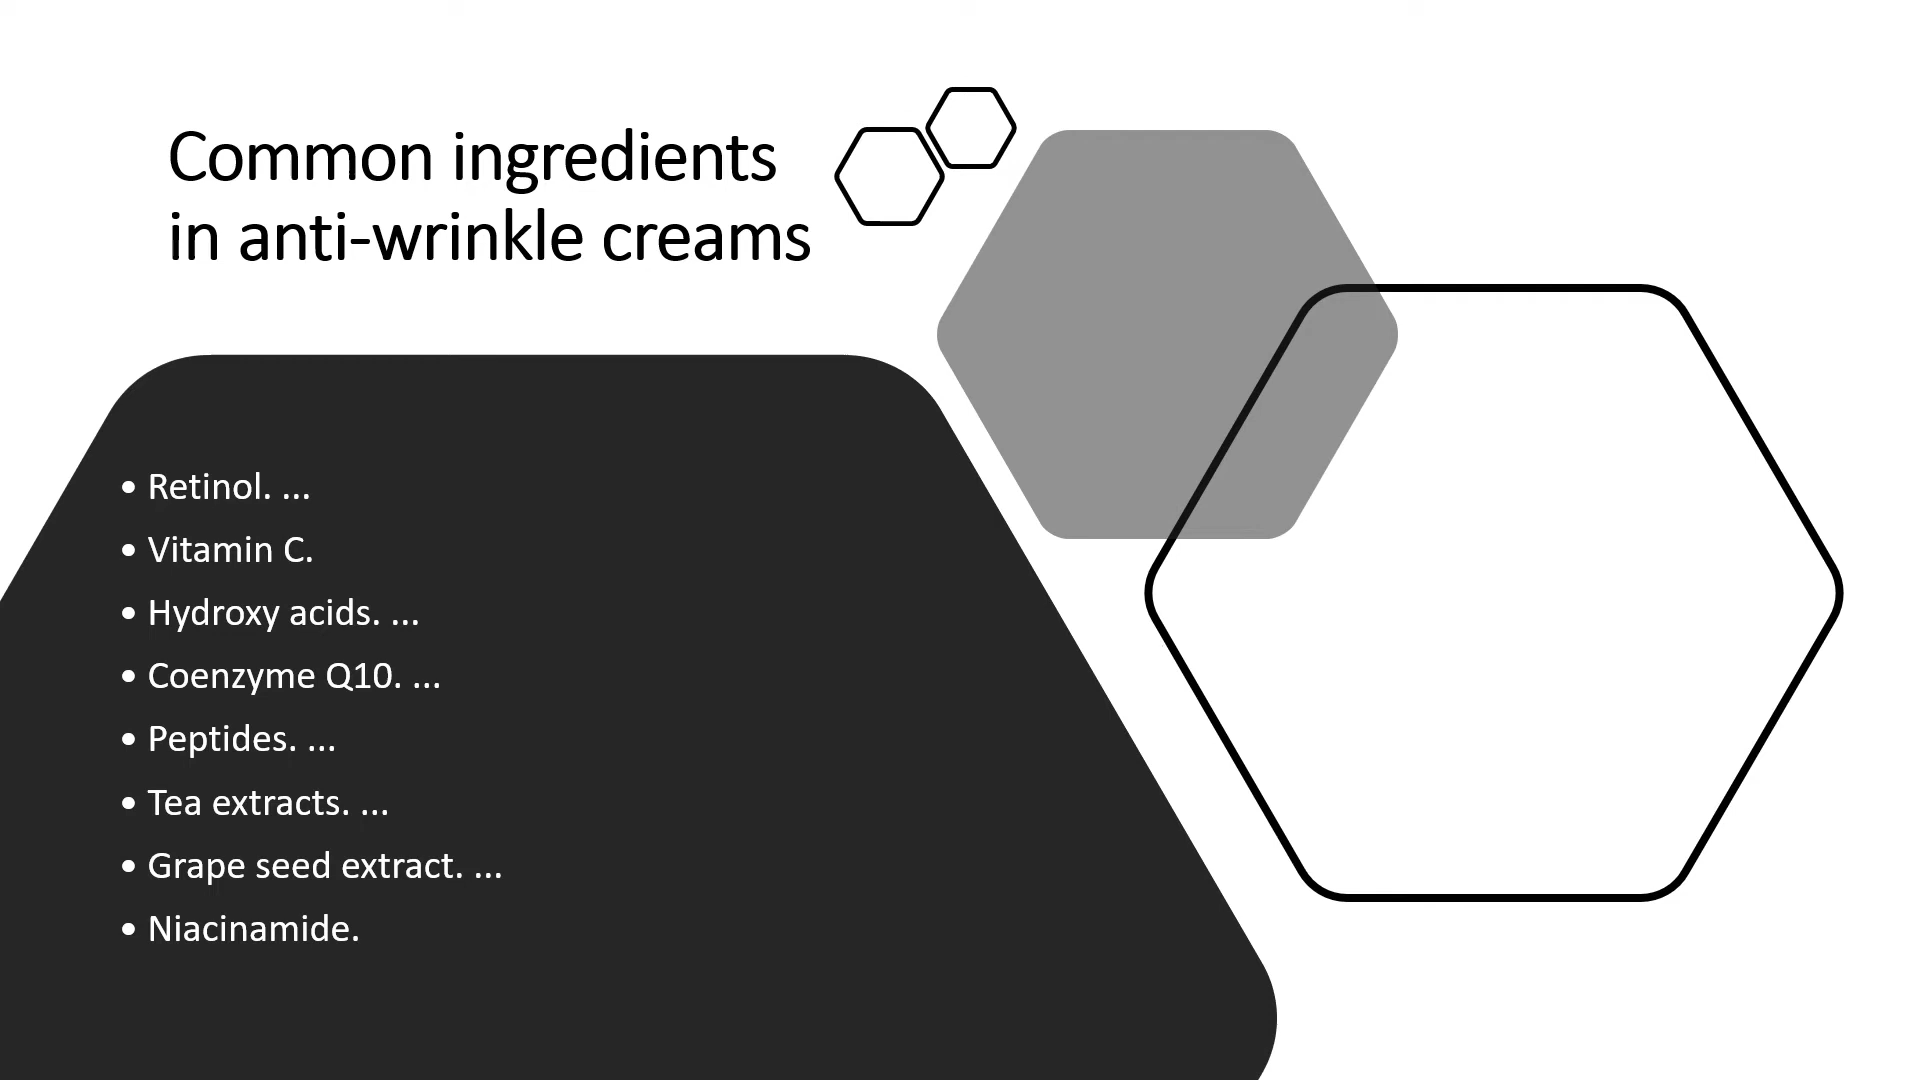 Common ingredients
in anti-wrinkle creams
• Retinol. ...
• Vitamin C.
• Hydroxy acids. ...
• Coenzyme Q10. ...
• Peptides. ...
• Tea extracts. ...
• Grape seed extract. ...
• Niacinamide.